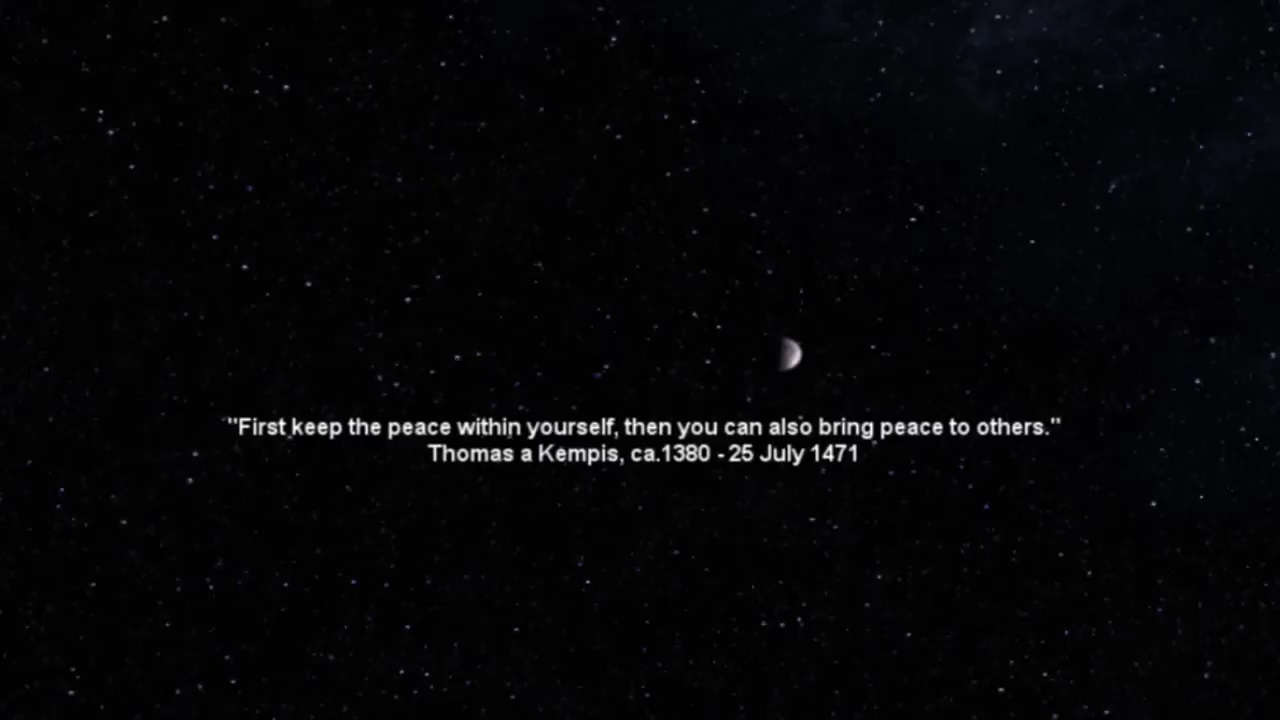 "First keep the peace within yourself, then you can also bring peace to others."
Thomas a Kempis, ca.1380 - 25 July 1471